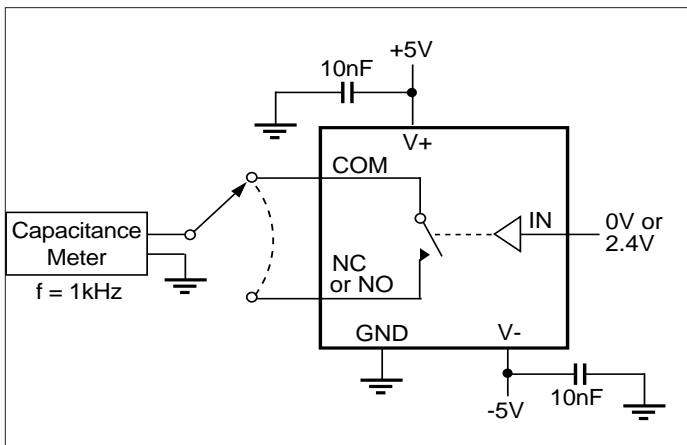 +5V
10nF
V+
COM
IN
0V or
2.4V
Capacitance
Meter
f = 1kHz
NC
or NO
GND
V-
-5V
10nF